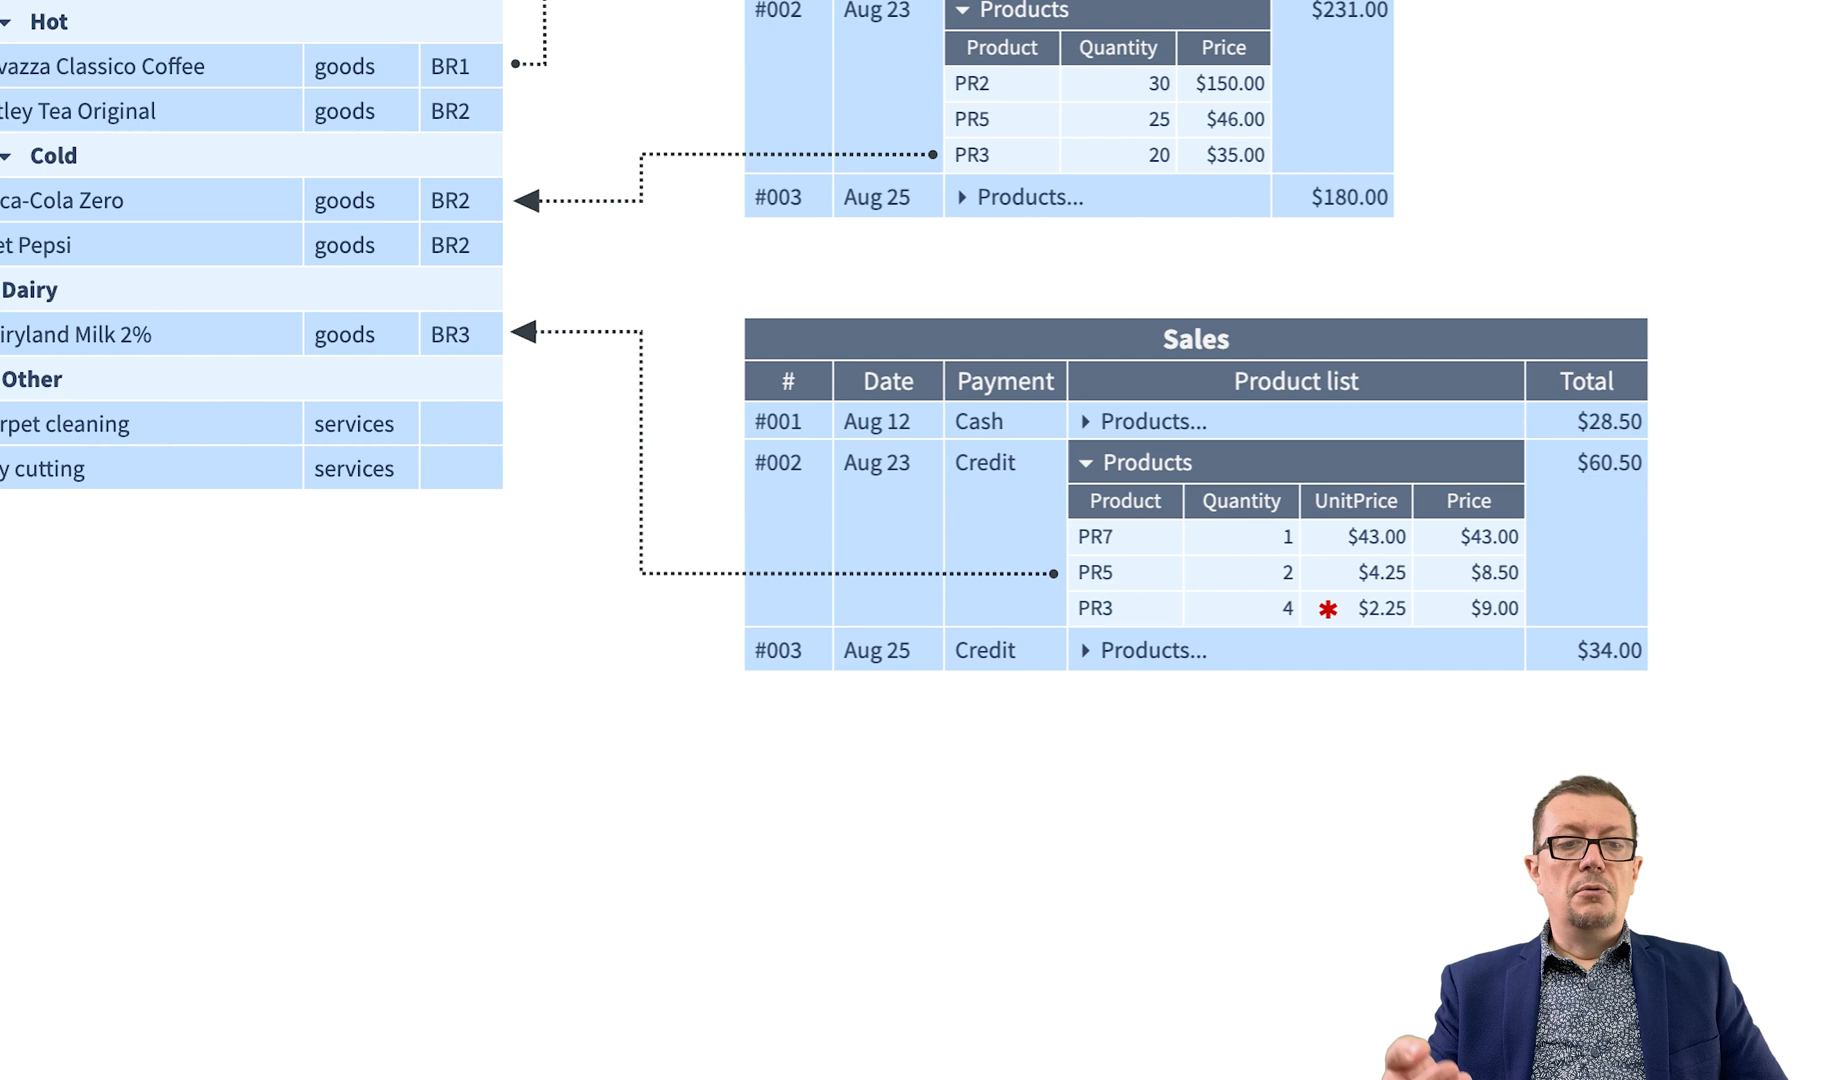 Hot
vazza Classico Coffee goods BR1
tley Tea Original goods BR2
Cold
ca-Cola Zero goods BR2
et Pepsi goods BR2
Dairy
iryland Milk 2% goods BR3
Other
rpet cleaning services
y cutting services
#002 Aug 23 Products $231.00
Product Quantity Price
PR2 30 $150.00
PR5 25 $46.00
PR3 20 $35.00
#003 Aug 25 Products... $180.00
Sales
# Date Payment Product list Total
#001 Aug 12 Cash Products... $28.50
#002 Aug 23 Credit Products $60.50
Product Quantity UnitPrice Price
PR7 1 $43.00 $43.00
PR5 2 $4.25 $8.50
PR3 4 * $2.25 $9.00
#003 Aug 25 Credit Products... $34.00